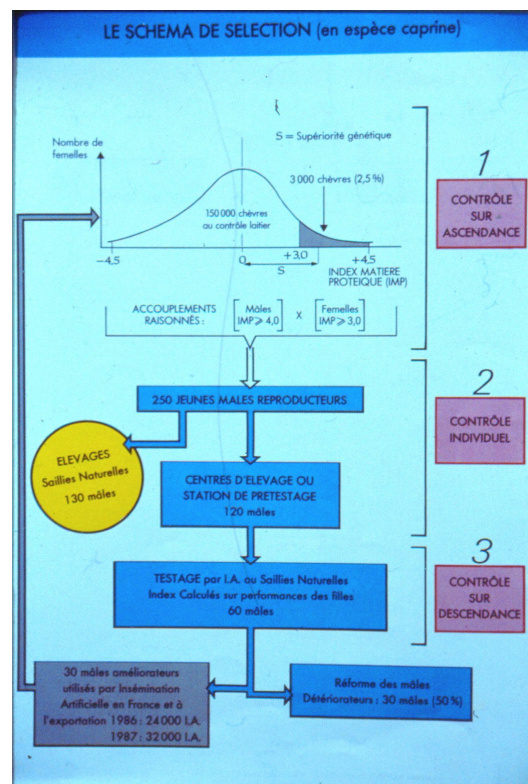 LE SCHEMA DE SELECTION (en espèce caprine)
Nombre de
femelles
S = Supériorité génétique
3 000 chèvres (2,5 %)
150 000 chèvres
au contrôle laitier
-4,5
0
+3,0
+4,5
S
INDEX MATIERE
PROTEIQUE (IMP)
ACCOUPLEMENTS
RAISONNÉS :
Mâles
IMP ⩾ 4,0
X
Femelles
IMP ⩾ 3,0
1
CONTRÔLE
SUR
ASCENDANCE
250 JEUNES MALES REPRODUCTEURS
ELEVAGES
Saillies Naturelles
130 mâles
CENTRES D'ELEVAGE OU
STATION DE PRETESTAGE
120 mâles
2
CONTRÔLE
INDIVIDUEL
TESTAGE par I.A. ou Saillies Naturelles
Index Calculés sur performances des filles
60 mâles
3
CONTRÔLE
SUR
DESCENDANCE
30 mâles améliorateurs
utilisés par Insémination
Artificielle en France et à
l'exportation 1986 : 24 000 I.A.
1987 : 32 000 I.A.
Réforme des mâles
Détériorateurs : 30 mâles (50 %)